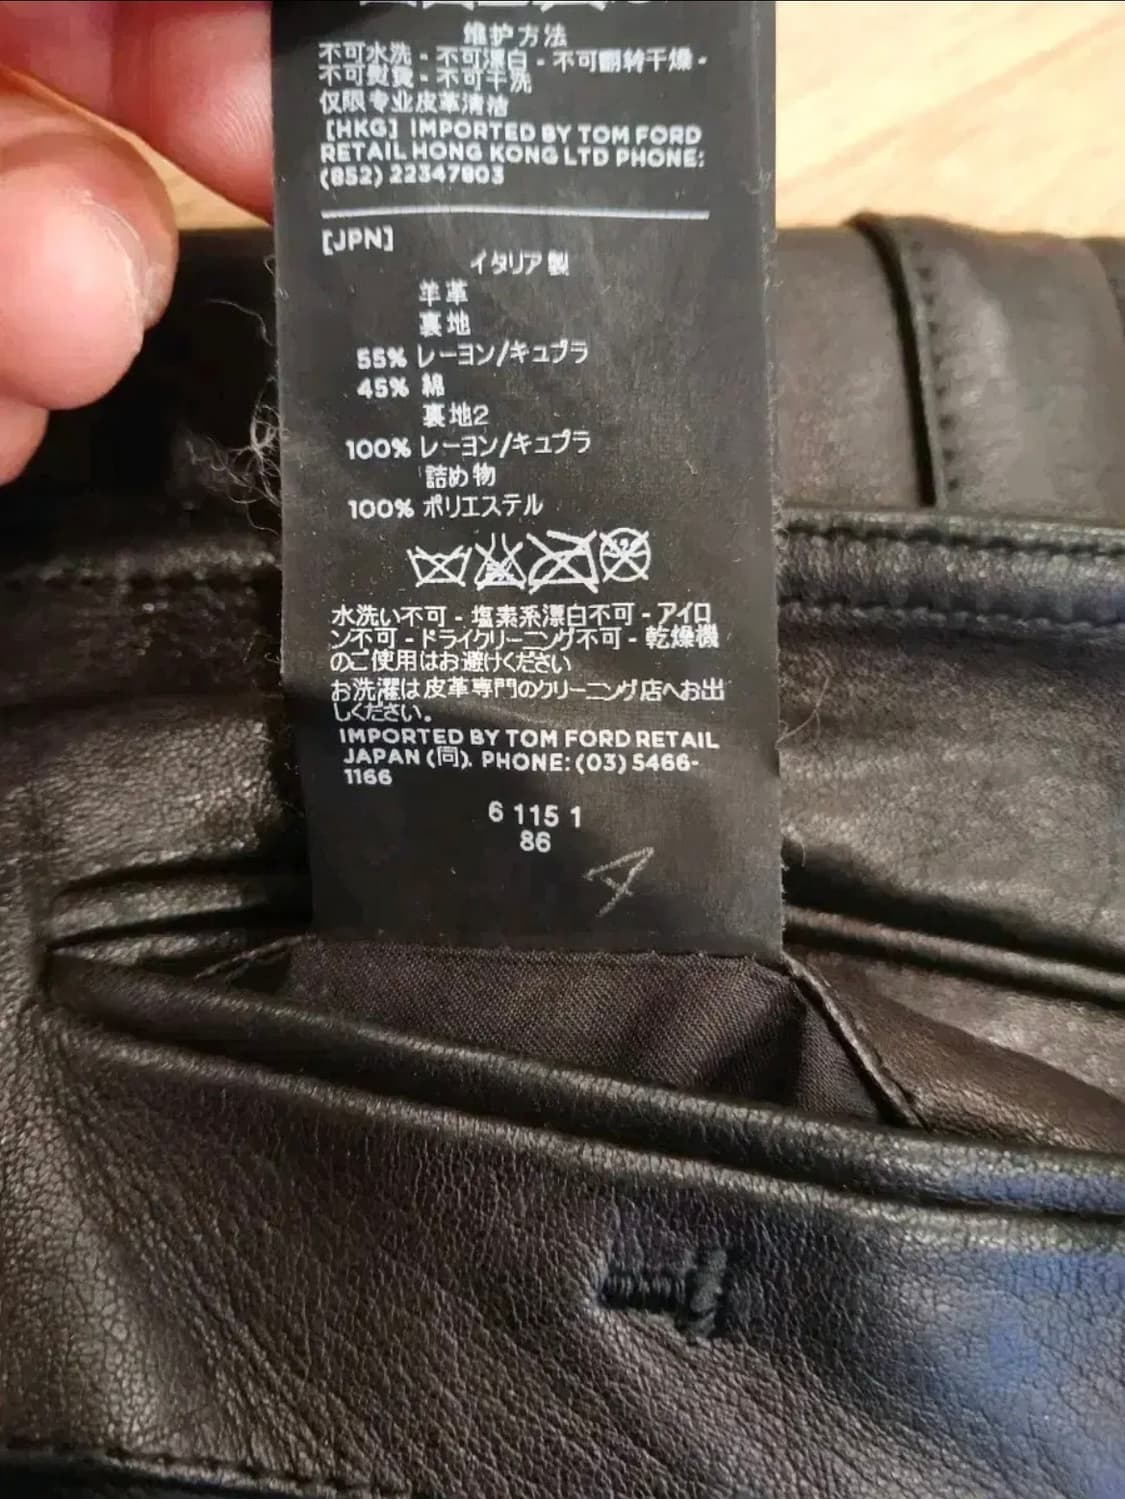 维护方法
不可水洗 - 不可漂白 - 不可翻转干燥 -
不可熨烫 - 不可干洗
仅限专业皮革清洁
[HKG] IMPORTED BY TOM FORD
RETAIL HONG KONG LTD PHONE:
(852) 22347803
[JPN]
イタリア製
羊革
裏地
55% レーヨン/キュプラ
45% 綿
裏地2
100% レーヨン/キュプラ
詰め物
100% ポリエステル
水洗い不可 - 塩素系漂白不可 - アイロ
ン不可 - ドライクリーニング不可 - 乾燥機
のご使用はお避けください
お洗濯は皮革専門のクリーニング店へお出
しください。
IMPORTED BY TOM FORD RETAIL
JAPAN (同). PHONE: (03) 5466-
1166
6 115 1
86